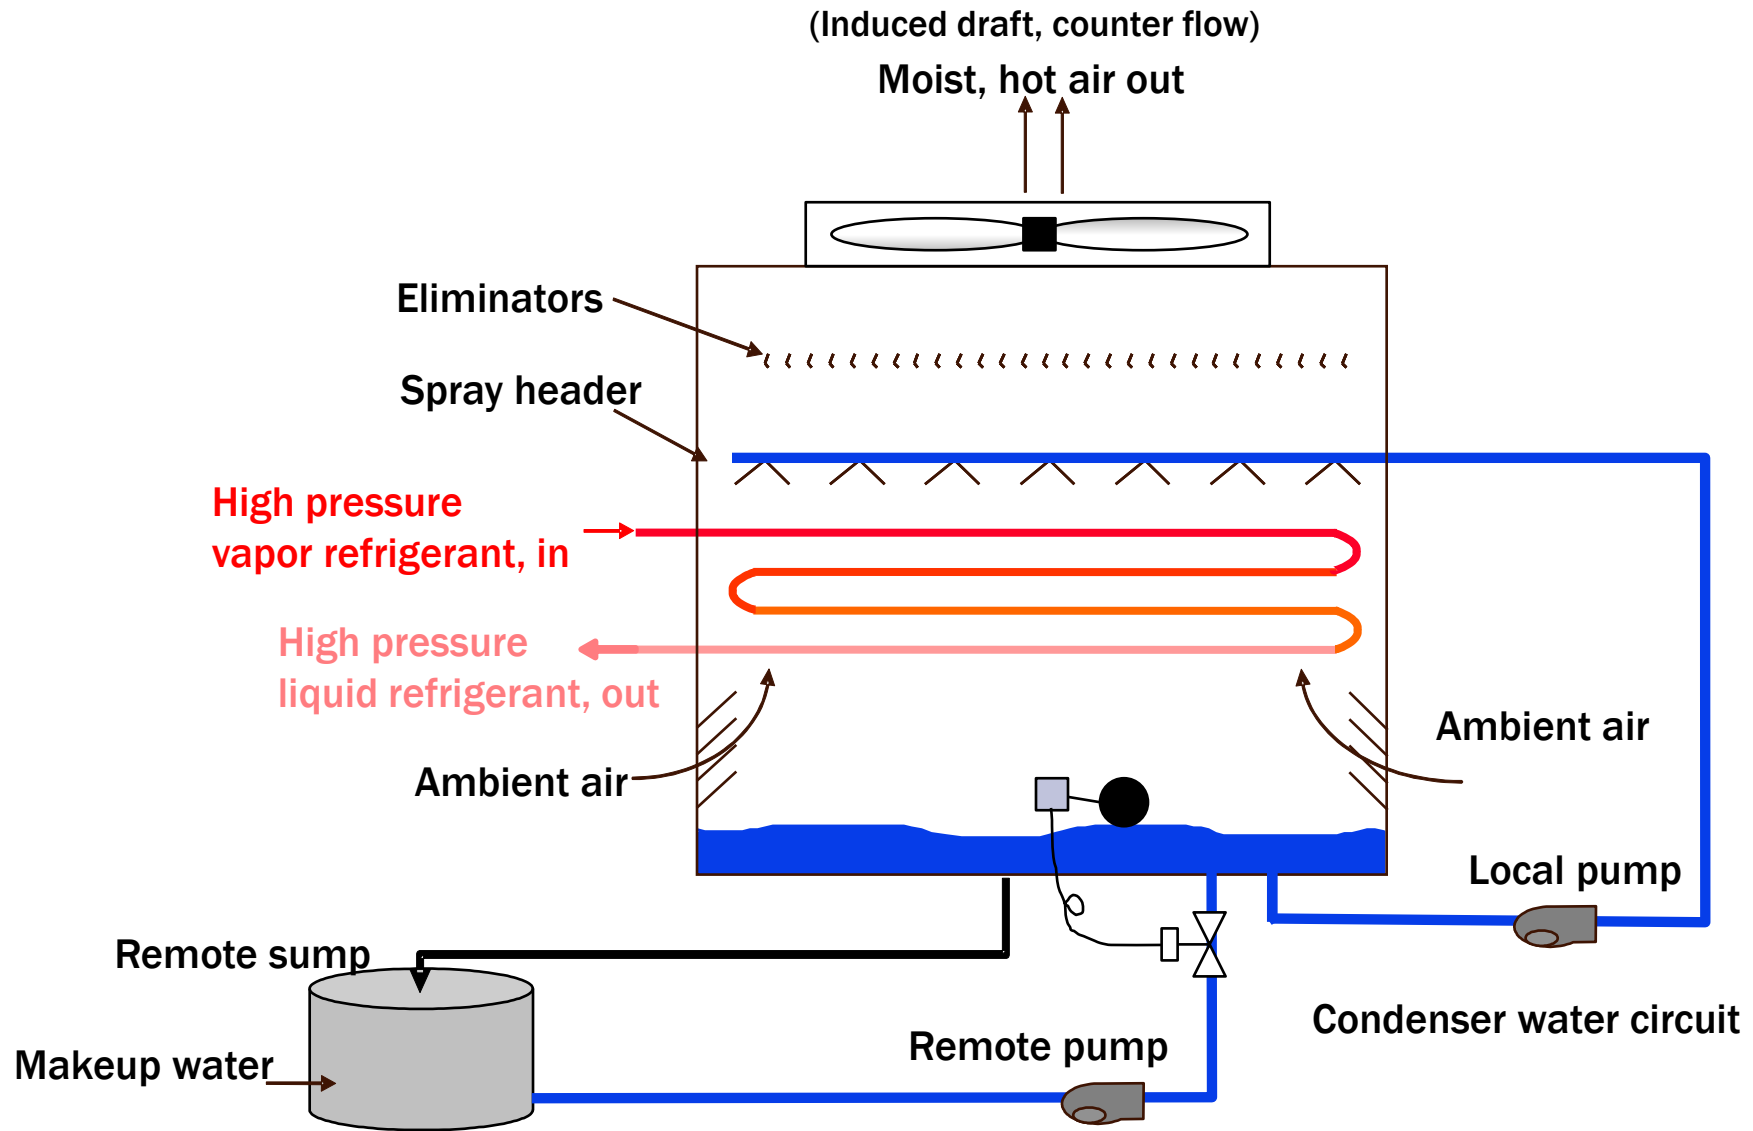 (Induced draft, counter flow)
Moist, hot air out
Eliminators
Spray header
High pressure
vapor refrigerant, in
High pressure
liquid refrigerant, out
Ambient air
Ambient air
Local pump
Remote sump
Condenser water circuit
Remote pump
Makeup water